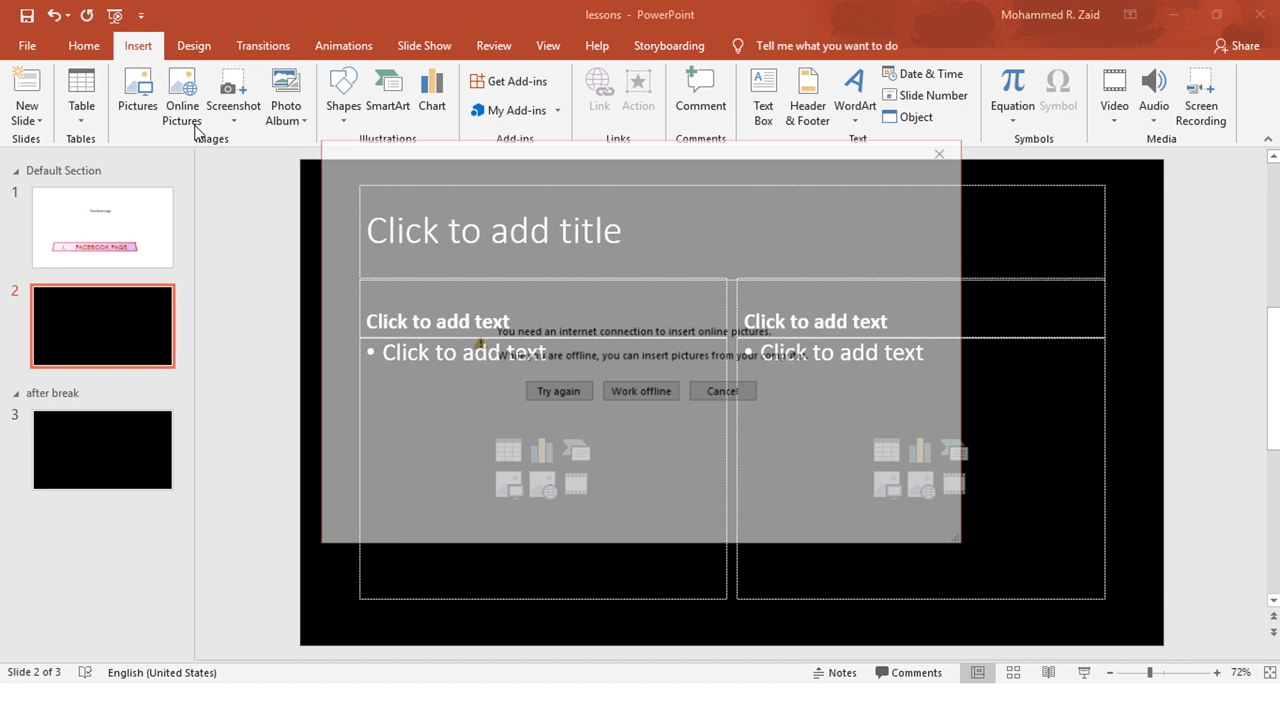 lessons - PowerPoint
Mohammed R. Zaid
File Home Insert Design Transitions Animations Slide Show Review View Help Storyboarding Tell me what you want to do Share
New Slide
Table
Pictures
Online Pictures
Screenshot
Photo Album
Shapes
SmartArt
Chart
Get Add-ins
My Add-ins
Link
Action
Comment
Text Box
Header & Footer
WordArt
Date & Time
Slide Number
Object
Equation
Symbol
Video
Audio
Screen Recording
Slides Tables Images Illustrations Add-ins Links Comments Text Symbols Media
Default Section
1
FACEBOOK PAGE
2
after break
3
Click to add title
Click to add text
• Click to add text
Click to add text
• Click to add text
You need an internet connection to insert online pictures.
Try again Work offline Cancel
Slide 2 of 3 English (United States) Notes Comments 72%